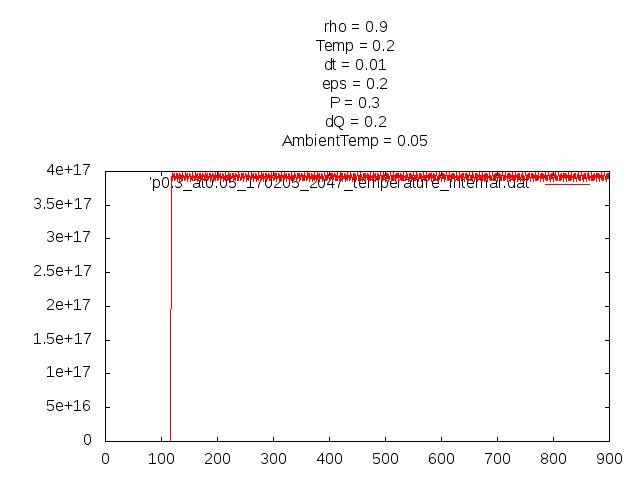 rho = 0.9
Temp = 0.2
dt = 0.01
eps = 0.2
P = 0.3
dQ = 0.2
AmbientTemp = 0.05
4e+17
'p0.3_at0.05_170205_2047_temperature_internal.dat'
3.5e+17
3e+17
2.5e+17
2e+17
1.5e+17
1e+17
5e+16
0
0 100 200 300 400 500 600 700 800 900